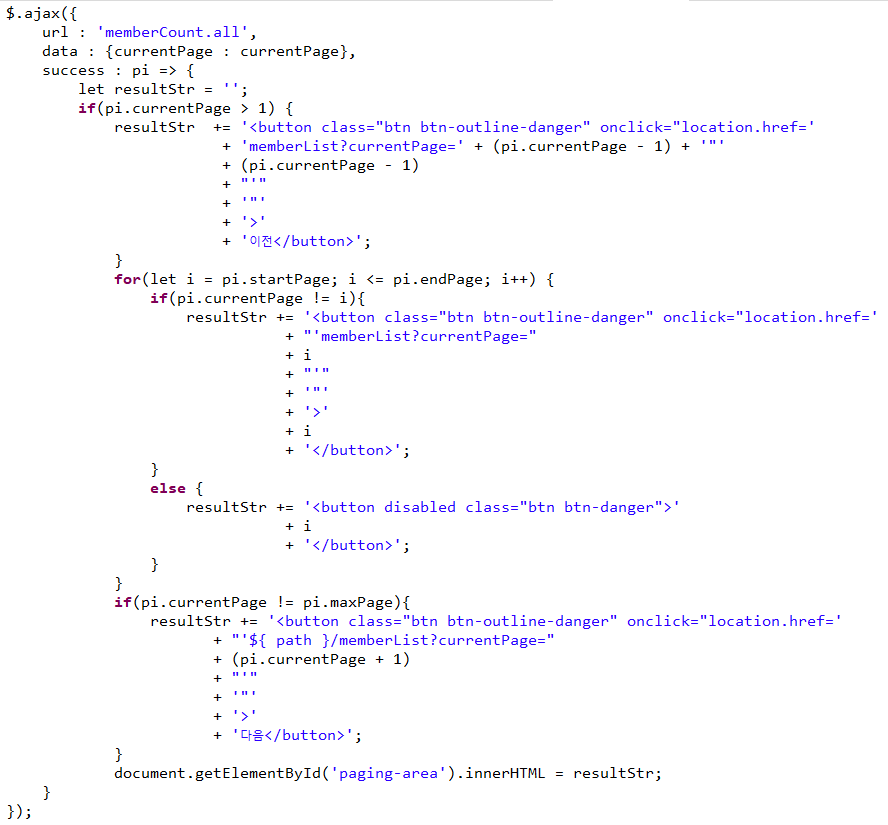 $.ajax({
    url : 'memberCount.all',
    data : {currentPage : currentPage},
    success : pi => {
        let resultStr = '';
        if(pi.currentPage > 1) {
            resultStr  += '<button class="btn btn-outline-danger" onclick="location.href='
                        + 'memberList?currentPage=' + (pi.currentPage - 1) + '"'
                        + (pi.currentPage - 1)
                        + "'"
                        + '"'
                        + '>'
                        + '이전</button>';
            }
            for(let i = pi.startPage; i <= pi.endPage; i++) {
                if(pi.currentPage != i){
                    resultStr += '<button class="btn btn-outline-danger" onclick="location.href='
                               + "'memberList?currentPage="
                               + i
                               + "'"
                               + '"'
                               + '>'
                               + i
                               + '</button>';
                }
                else {
                    resultStr += '<button disabled class="btn btn-danger">'
                               + i
                               + '</button>';
                }
            }
            if(pi.currentPage != pi.maxPage){
                resultStr += '<button class="btn btn-outline-danger" onclick="location.href='
                       + "'${ path }/memberList?currentPage="
                       + (pi.currentPage + 1)
                       + "'"
                       + '"'
                       + '>'
                       + '다음</button>';
            }
            document.getElementById('paging-area').innerHTML = resultStr;
    }
});